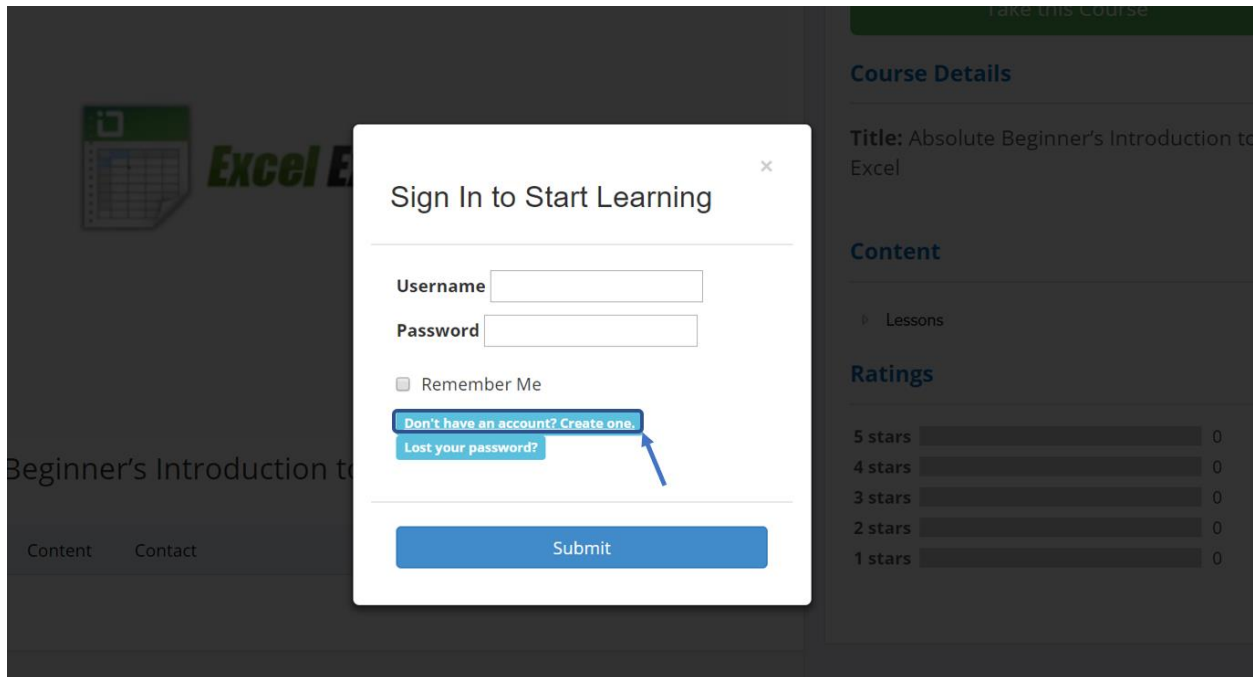 Take this Course
Course Details
Title: Absolute Beginner's Introduction to
Excel
Excel
Sign In to Start Learning
×
Username
Password
Remember Me
Don't have an account? Create one.
Lost your password?
Submit
Content
Lessons
Ratings
5 stars 0
4 stars 0
3 stars 0
2 stars 0
1 stars 0
Beginner's Introduction to
Content Contact